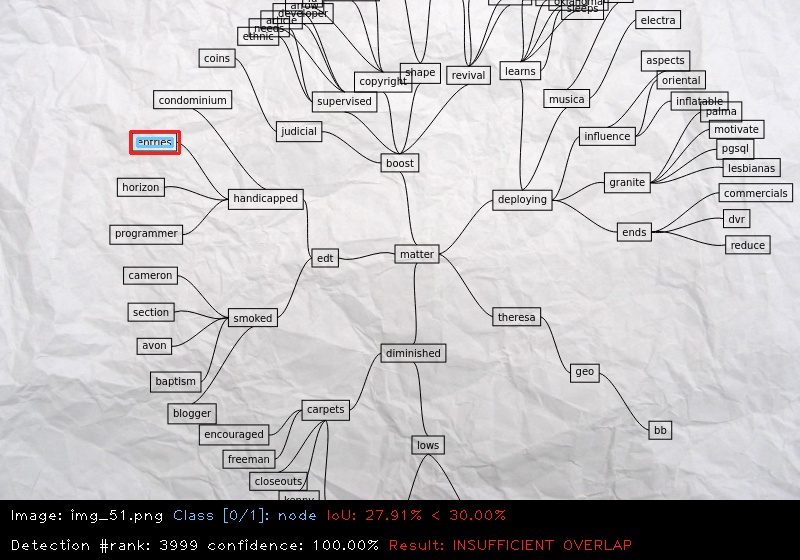 arrow
oklahoma
developer
sleeps
article
electra
needs
ethnic
coins
aspects
shape
learns
revival
oriental
copyright
condominium
supervised
musica
inflatable
palma
judicial
influence
motivate
entries
boost
pgsql
lesbianas
horizon
handicapped
granite
commercials
deploying
dvr
programmer
ends
reduce
edt
matter
cameron
section
smoked
theresa
avon
diminished
baptism
geo
blogger
carpets
encouraged
bb
lows
freeman
closeouts
kenny
Image: img_51.png Class [0/1]: node IoU: 27.91% < 30.00%
Detection #rank: 3999 confidence: 100.00% Result: INSUFFICIENT OVERLAP